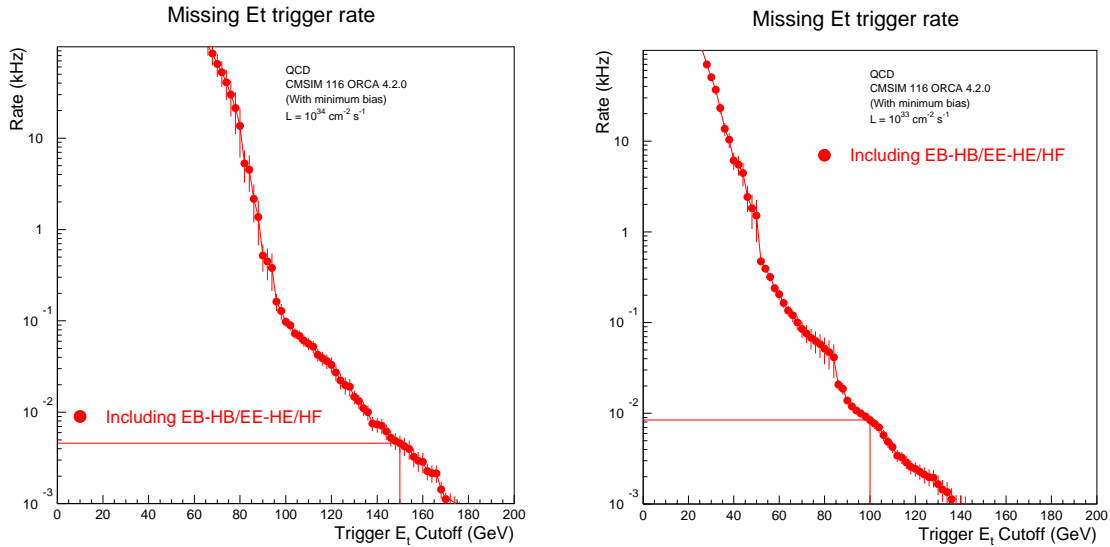 Missing Et trigger rate
Rate (kHz)
10
1
10^-1
10^-2
10^-3
QCD
CMSIM 116 ORCA 4.2.0
(With minimum bias)
L = 10^34 cm^-2 s^-1
Including EB-HB/EE-HE/HF
0 20 40 60 80 100 120 140 160 180 200
Trigger E_t Cutoff (GeV)
Missing Et trigger rate
Rate (kHz)
10
1
10^-1
10^-2
10^-3
QCD
CMSIM 116 ORCA 4.2.0
(With minimum bias)
L = 10^33 cm^-2 s^-1
Including EB-HB/EE-HE/HF
0 20 40 60 80 100 120 140 160 180 200
Trigger E_t Cutoff (GeV)